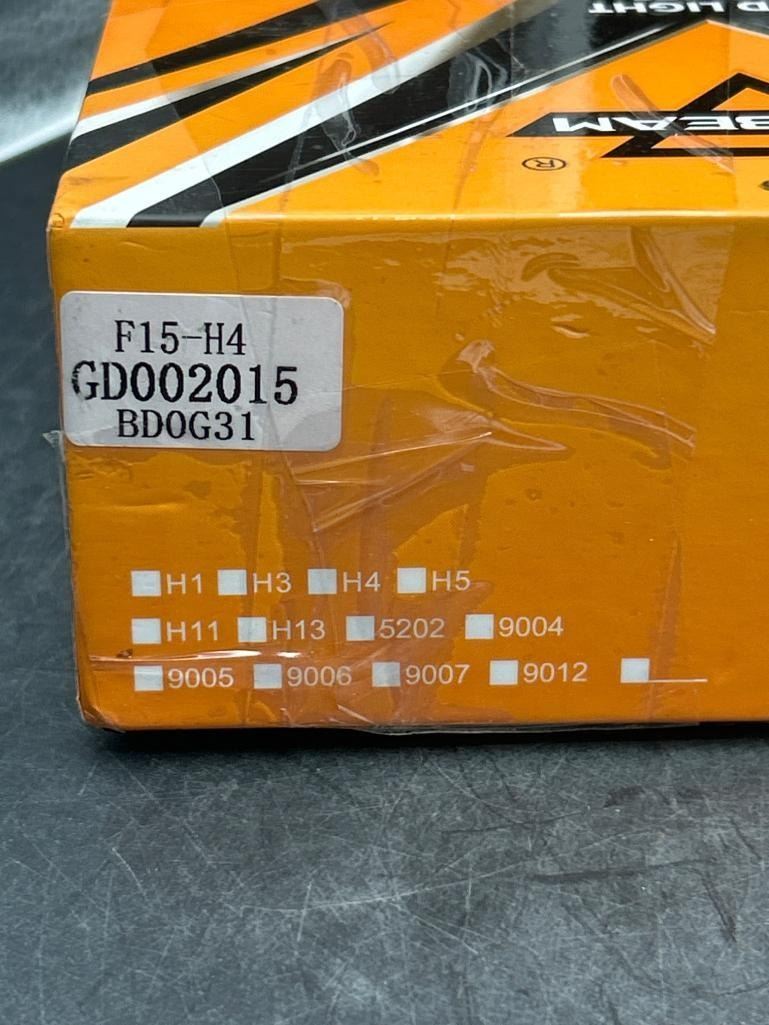 BEAM
®
F15-H4
GD002015
BDOG31
H1 H3 H4 H5
H11 H13 5202 9004
9005 9006 9007 9012